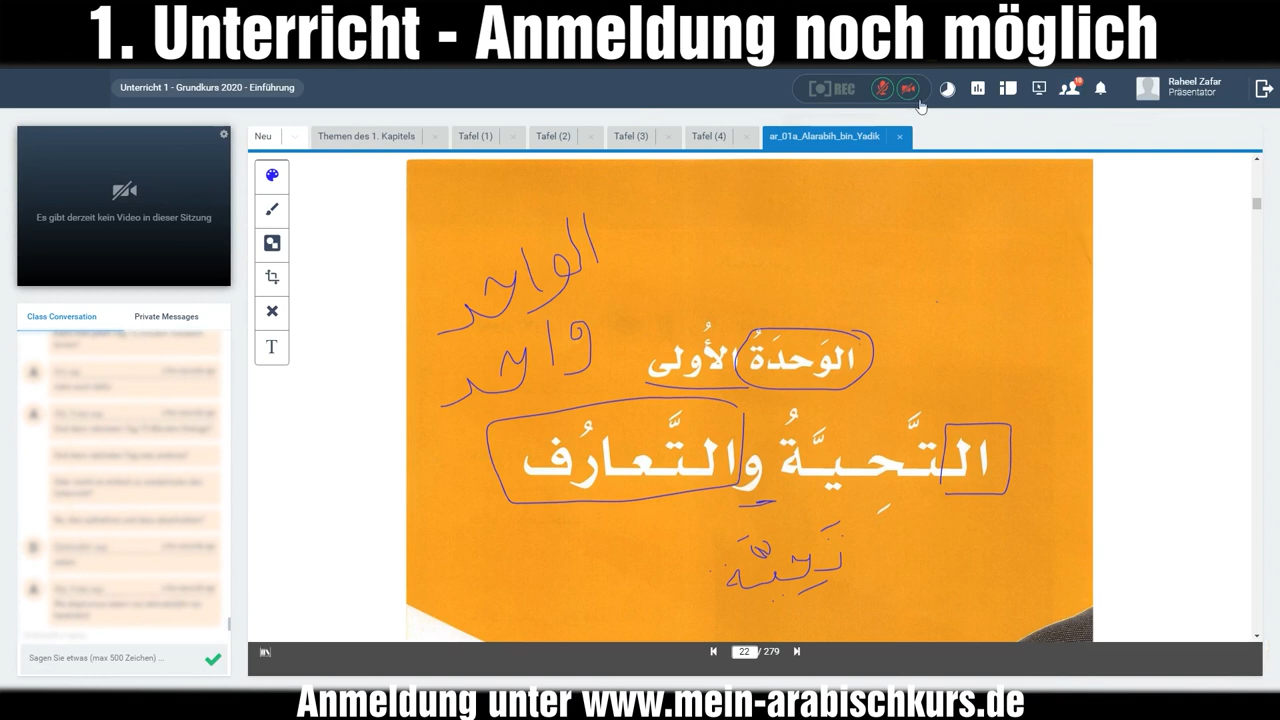 1. Unterricht - Anmeldung noch möglich
Unterricht 1 - Grundkurs 2020 - Einführung
REC
18
Raheel Zafar
Präsentator
Neu
Themen des 1. Kapitels
Tafel (1)
Tafel (2)
Tafel (3)
Tafel (4)
ar_01a_Alarabih_bin_Yadik
Es gibt derzeit kein Video in dieser Sitzung
Class Conversation
Private Messages
الواحد
واحد
الوَحدَةُ الأُولى
التَّحِيَّةُ والتَّعارُف
تَحِيَّة
T
Sagen Sie etwas (max 500 Zeichen) ...
22 / 279
Anmeldung unter www.mein-arabischkurs.de